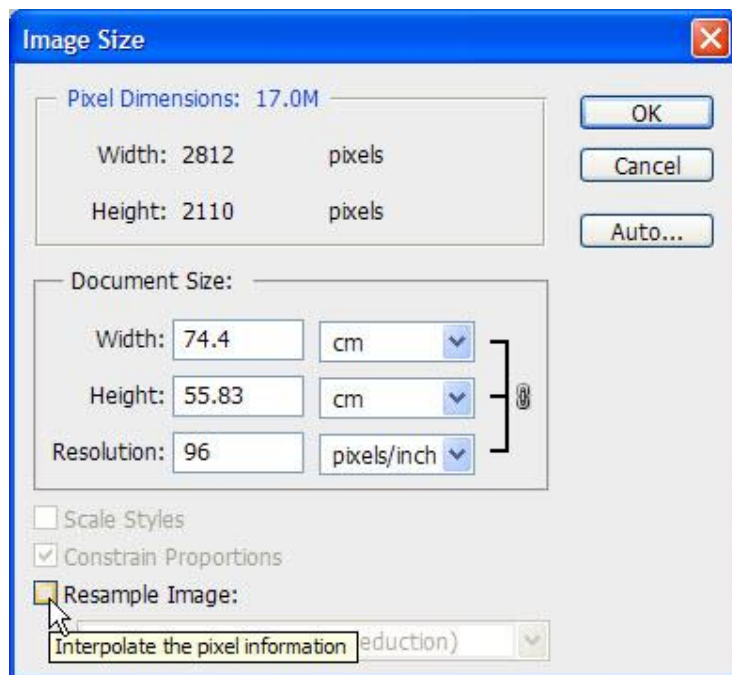 Image Size
Pixel Dimensions: 17.0M
OK
Width: 2812 pixels
Cancel
Height: 2110 pixels
Auto...
Document Size:
Width: 74.4 cm
Height: 55.83 cm
Resolution: 96 pixels/inch
Scale Styles
Constrain Proportions
Resample Image:
Interpolate the pixel information eduction)